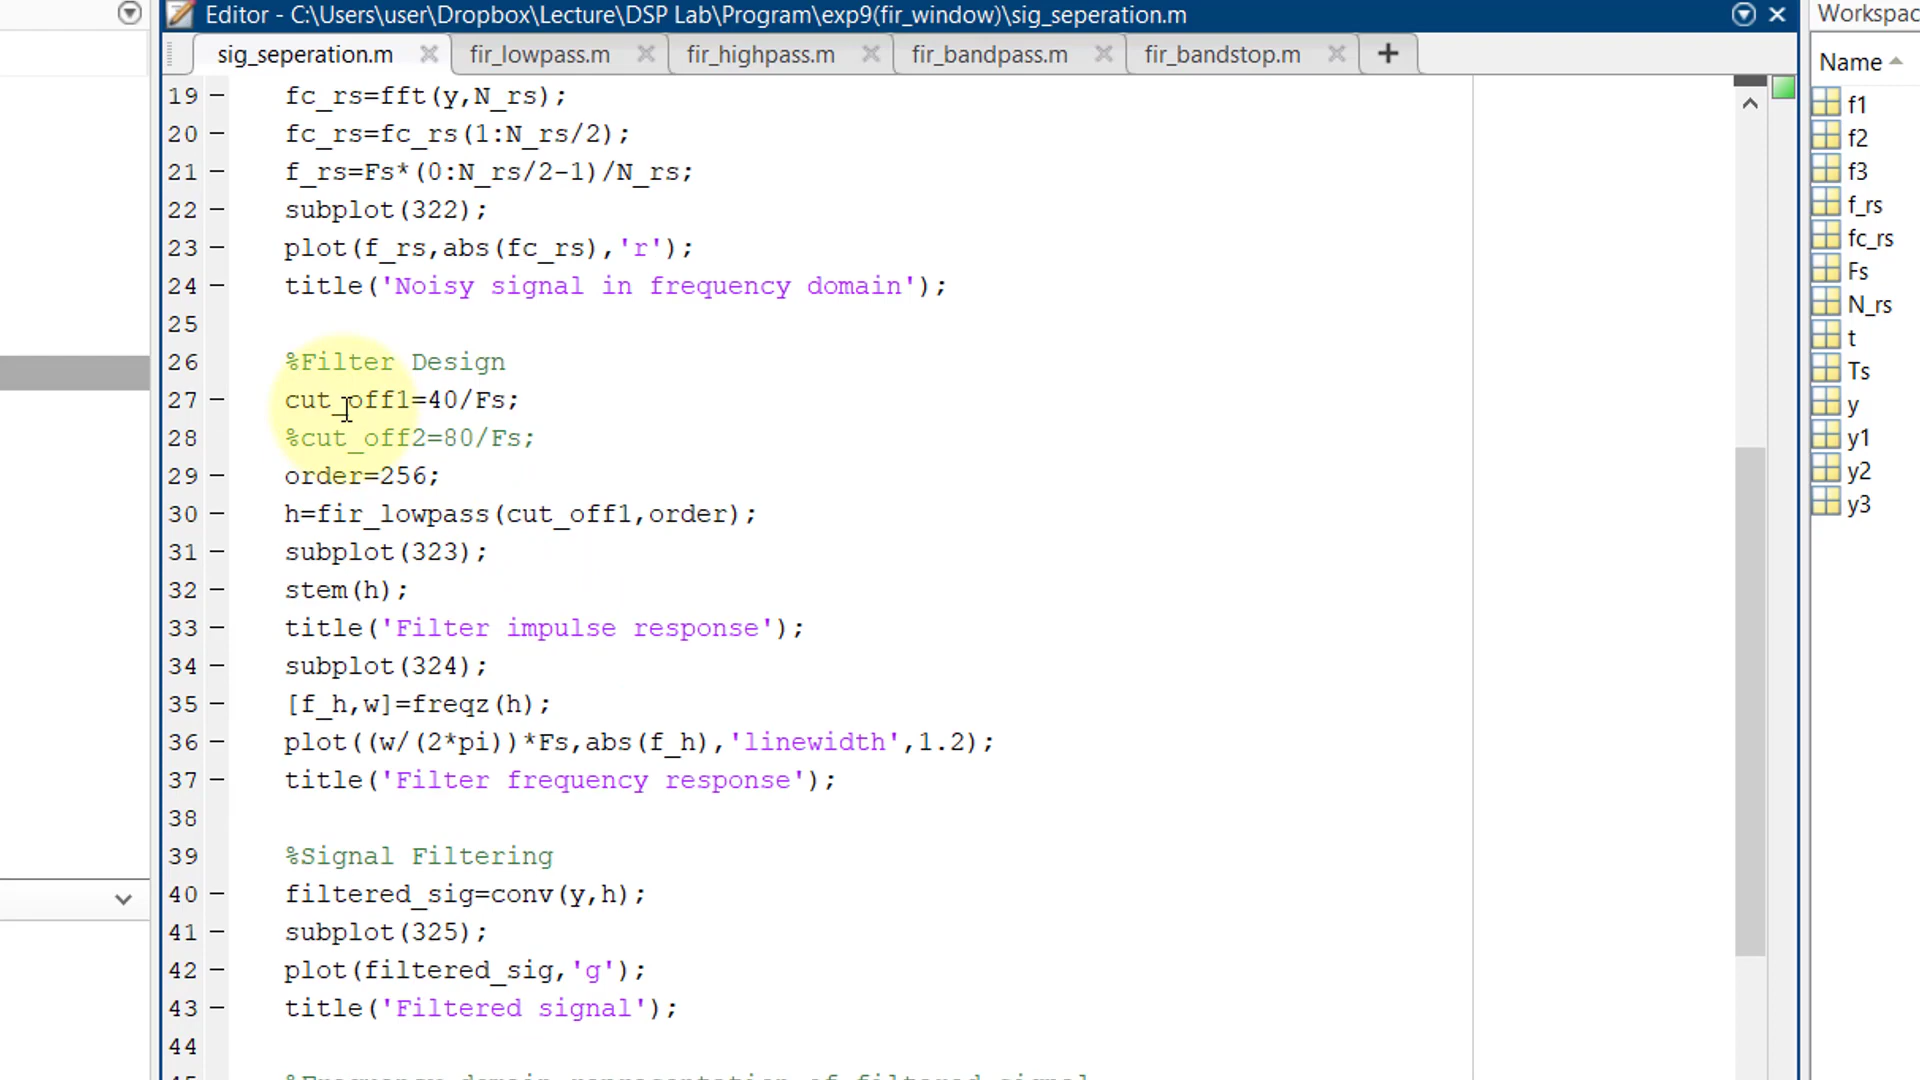 Editor - C:\Users\user\Dropbox\Lecture\DSP Lab\Program\exp9(fir_window)\sig_seperation.m
sig_seperation.m fir_lowpass.m fir_highpass.m fir_bandpass.m fir_bandstop.m
19 - fc_rs=fft(y,N_rs);
20 - fc_rs=fc_rs(1:N_rs/2);
21 - f_rs=Fs*(0:N_rs/2-1)/N_rs;
22 - subplot(322);
23 - plot(f_rs,abs(fc_rs),'r');
24 - title('Noisy signal in frequency domain');
25
26 %Filter Design
27 - cut_off1=40/Fs;
28 - %cut_off2=80/Fs;
29 - order=256;
30 - h=fir_lowpass(cut_off1,order);
31 - subplot(323);
32 - stem(h);
33 - title('Filter impulse response');
34 - subplot(324);
35 - [f_h,w]=freqz(h);
36 - plot((w/(2*pi))*Fs,abs(f_h),'linewidth',1.2);
37 - title('Filter frequency response');
38
39 %Signal Filtering
40 - filtered_sig=conv(y,h);
41 - subplot(325);
42 - plot(filtered_sig,'g');
43 - title('Filtered signal');
44
%Frequency domain representation of filtered signal
Workspac
Name
f1
f2
f3
f_rs
fc_rs
Fs
N_rs
t
Ts
y
y1
y2
y3